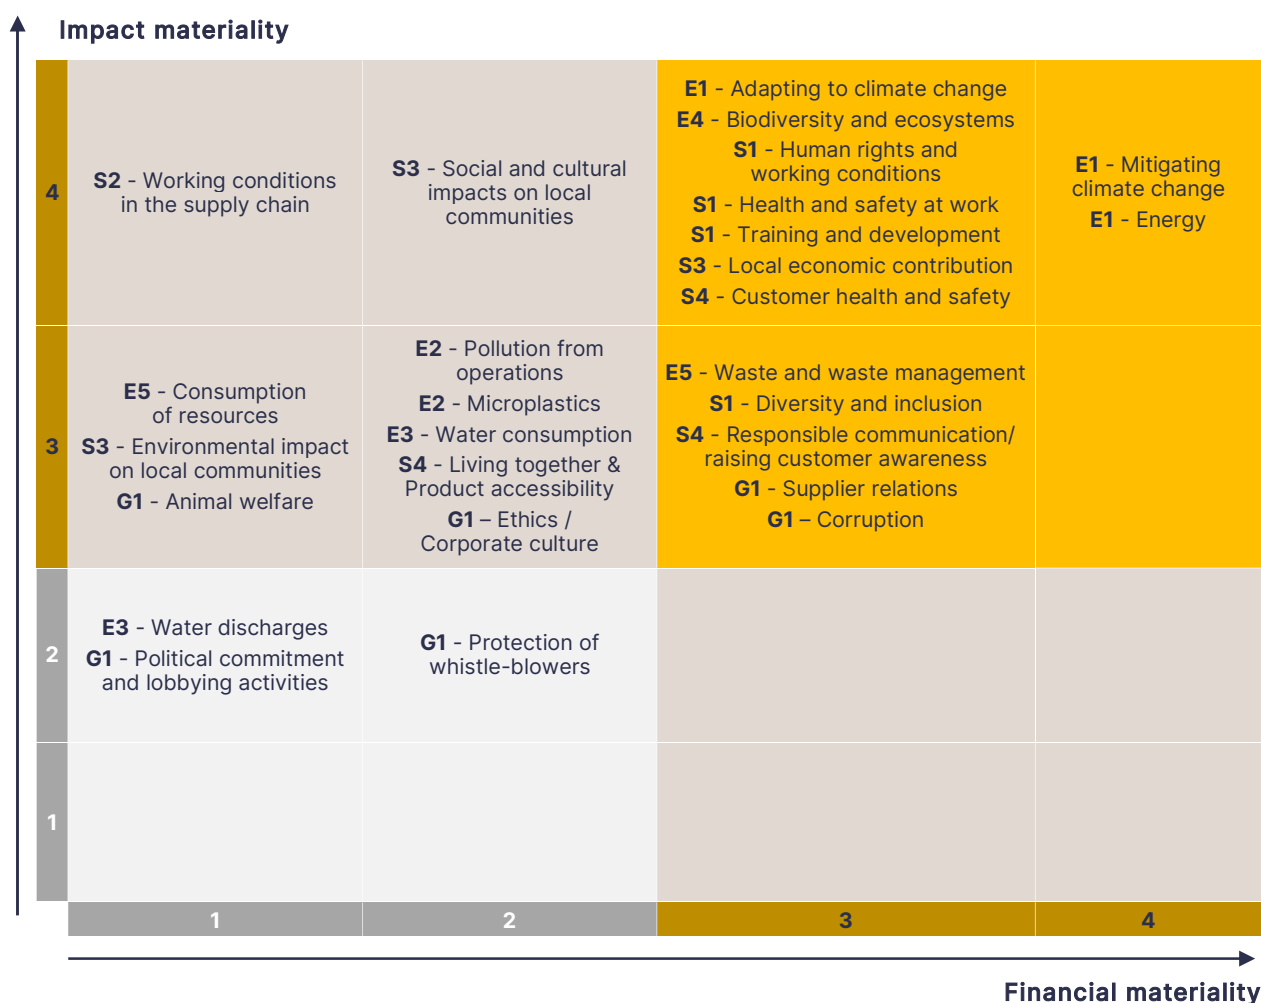 Impact materiality
4
S2 - Working conditions
in the supply chain
S3 - Social and cultural
impacts on local
communities
E1 - Adapting to climate change
E4 - Biodiversity and ecosystems
S1 - Human rights and
working conditions
S1 - Health and safety at work
S1 - Training and development
S3 - Local economic contribution
S4 - Customer health and safety
E1 - Mitigating
climate change
E1 - Energy
3
E5 - Consumption
of resources
S3 - Environmental impact
on local communities
G1 - Animal welfare
E2 - Pollution from
operations
E2 - Microplastics
E3 - Water consumption
S4 - Living together &
Product accessibility
G1 – Ethics /
Corporate culture
E5 - Waste and waste management
S1 - Diversity and inclusion
S4 - Responsible communication/
raising customer awareness
G1 - Supplier relations
G1 – Corruption
2
E3 - Water discharges
G1 - Political commitment
and lobbying activities
G1 - Protection of
whistle-blowers
1
1
2
3
4
Financial materiality